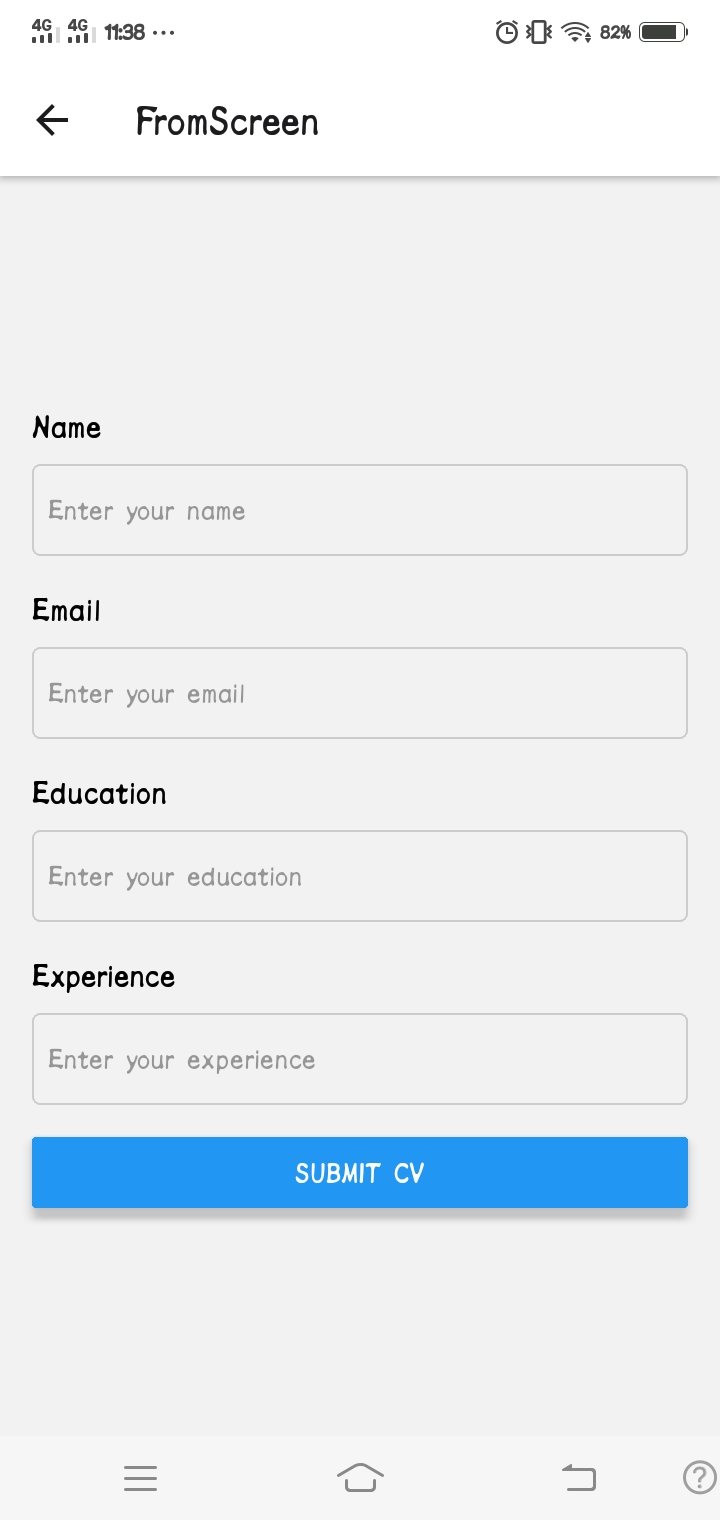 4G 4G 11:38 ... 82%
FromScreen
Name
Enter your name
Email
Enter your email
Education
Enter your education
Experience
Enter your experience
SUBMIT CV
?